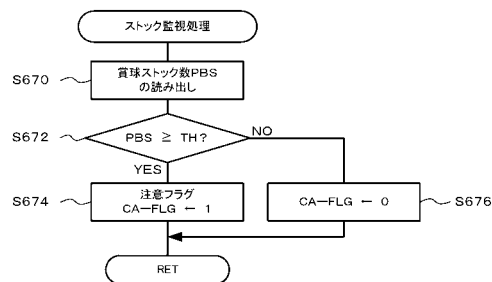 ストック監視処理
S670
賞球ストック数PBS
の読み出し
S672
PBS ≧ TH?
NO
YES
S674
注意フラグ
CA－FLG ← 1
CA－FLG ← 0
S676
RET